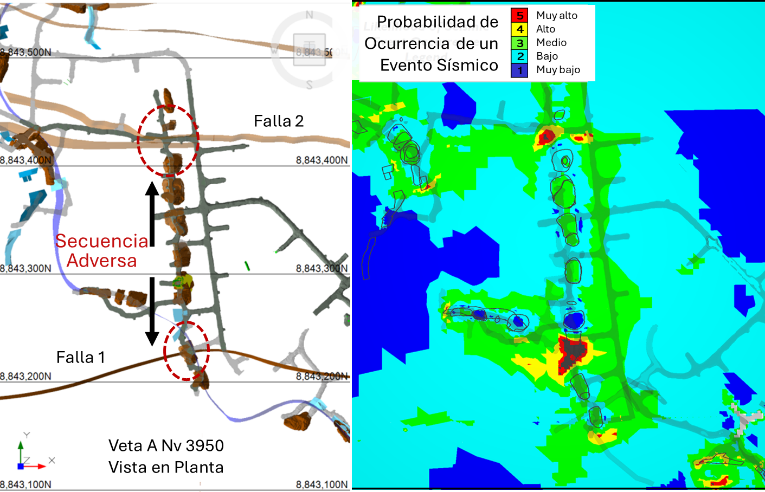 N
8,843,500N
50
S
Falla 2
8,843,400N
8,843,400N
Secuencia
Adversa
8,843,300N
8,843,300N
Falla 1
8,843,200N
8,843,200N
Veta A Nv 3950
Vista en Planta
Y
Z
X
8,843,100N
8,843,100N
Probabilidad de
Ocurrencia de un
Evento Sísmico
5 Muy alto
4 Alto
3 Medio
2 Bajo
1 Muy bajo